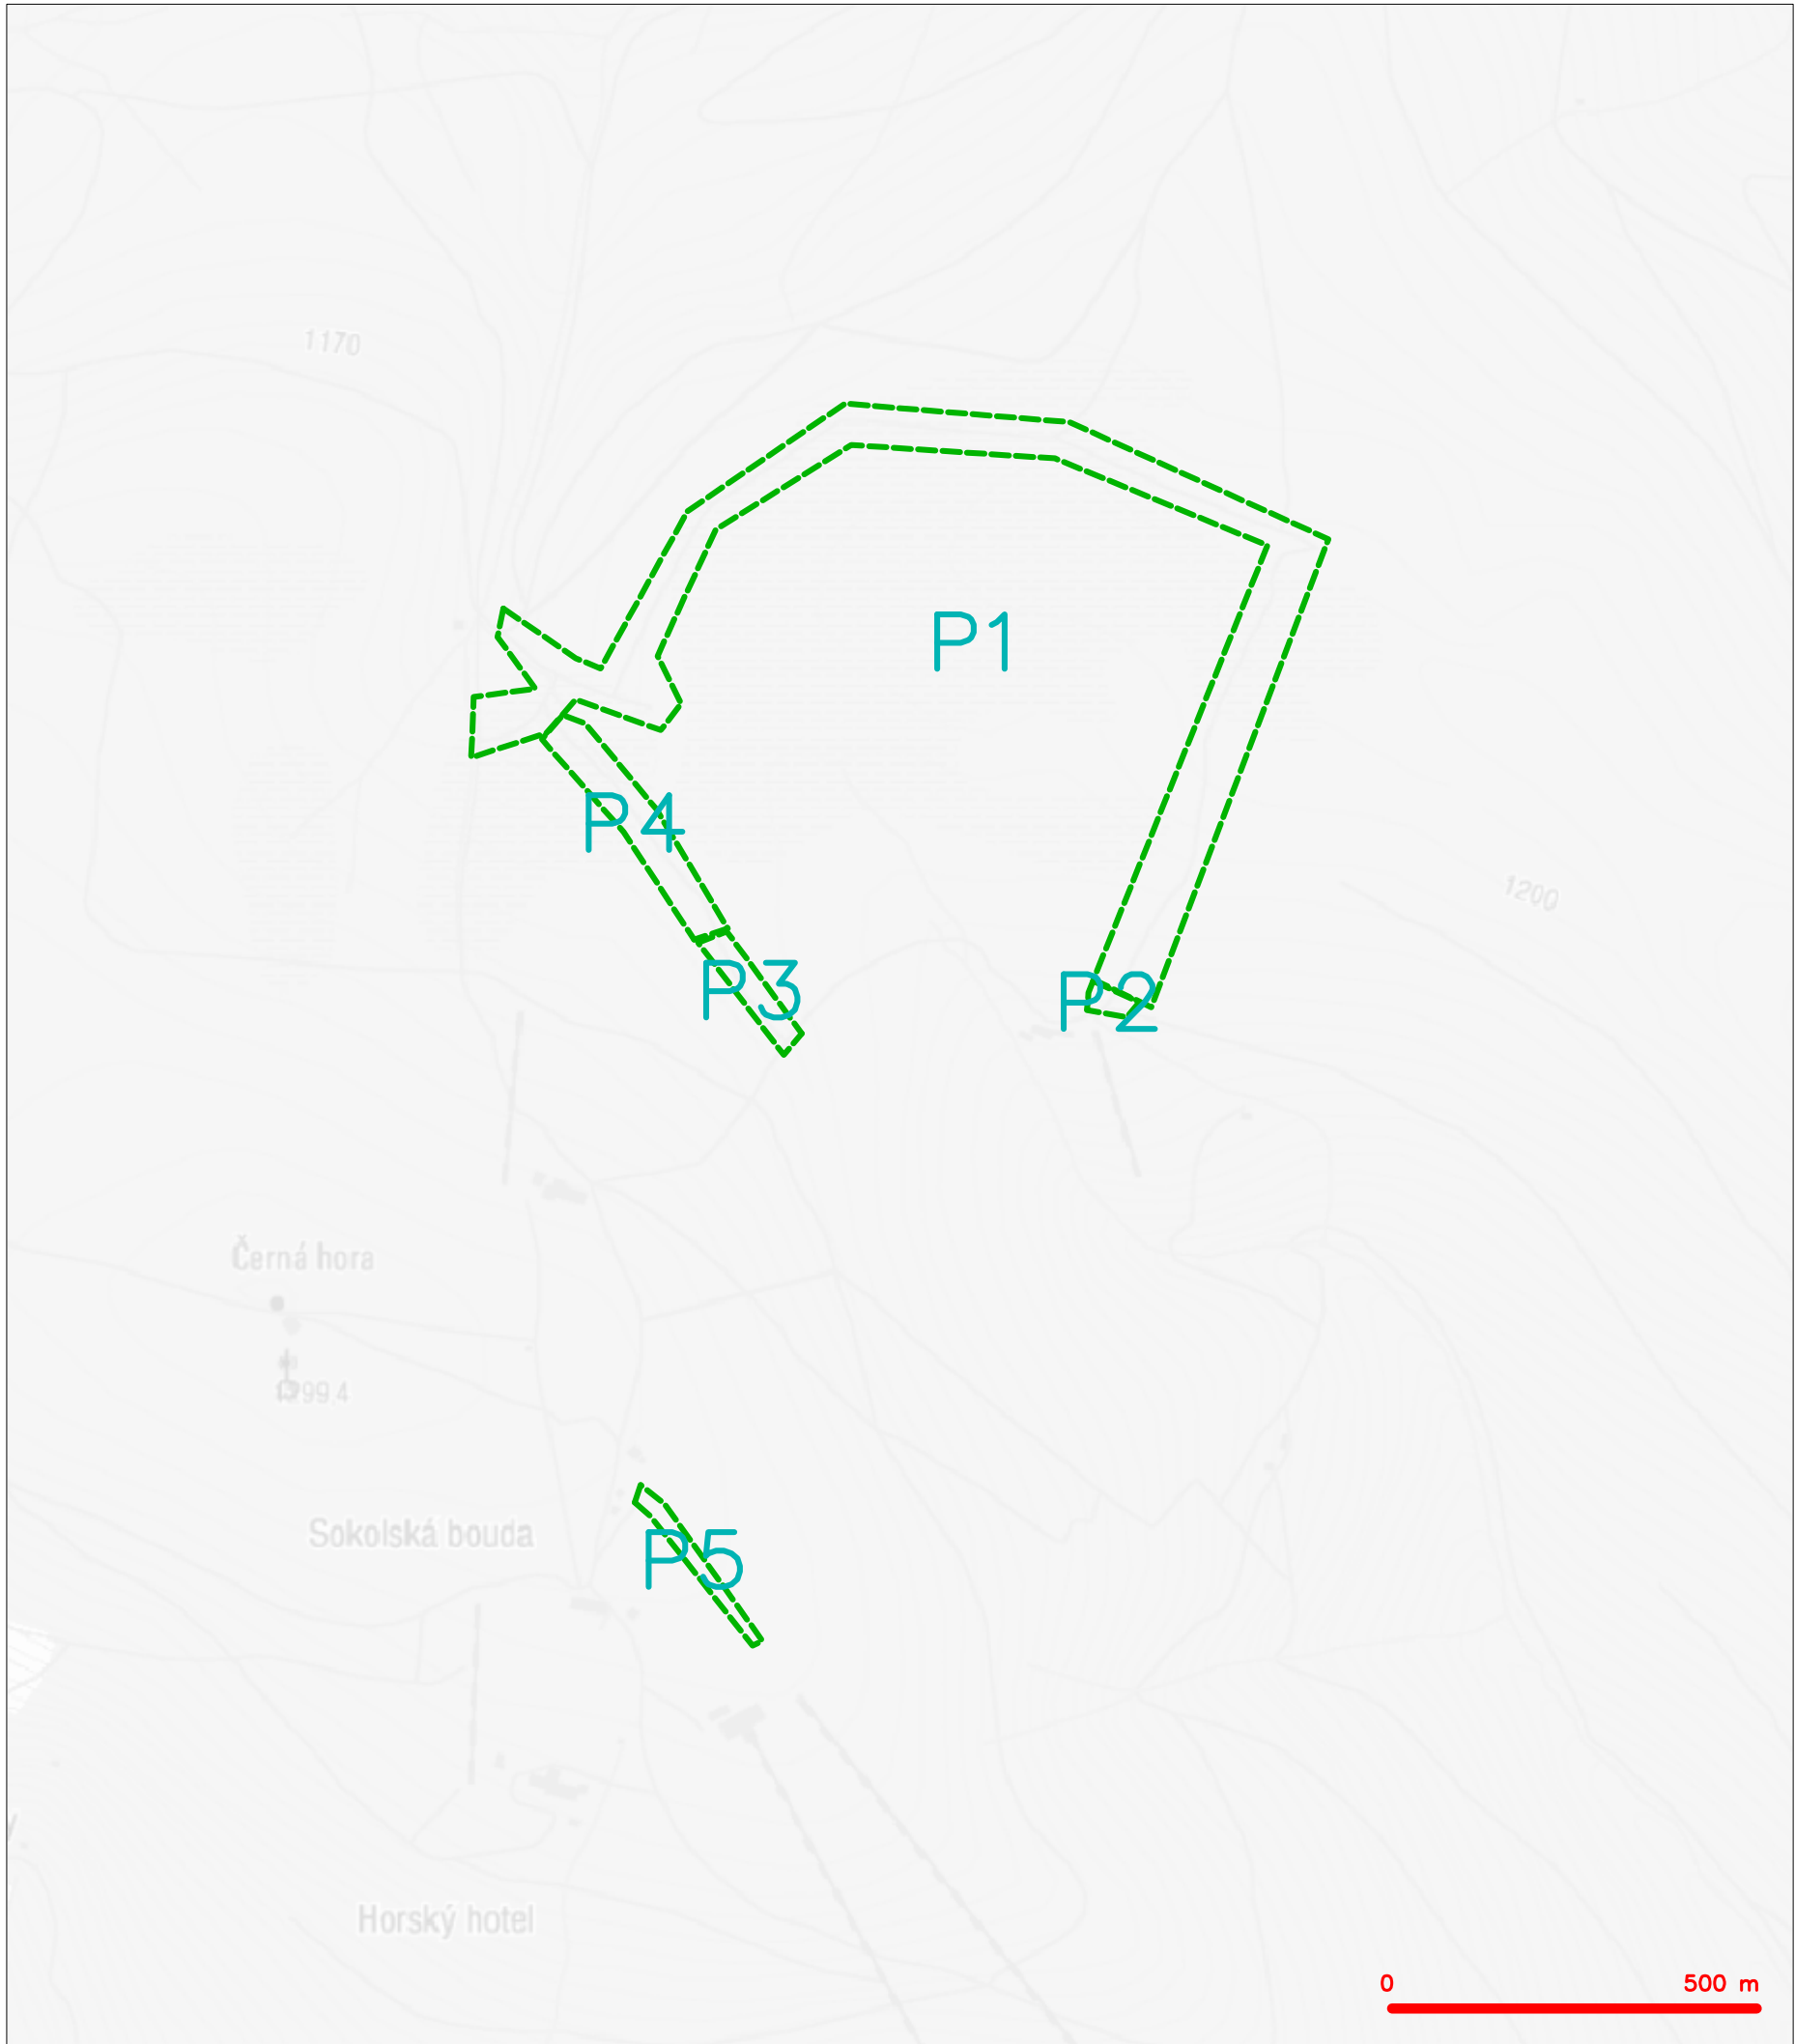 1170
P1
P4
1200
P3
P2
Černá hora
1299.4
Sokolská bouda
P5
Horský hotel
0 500 m